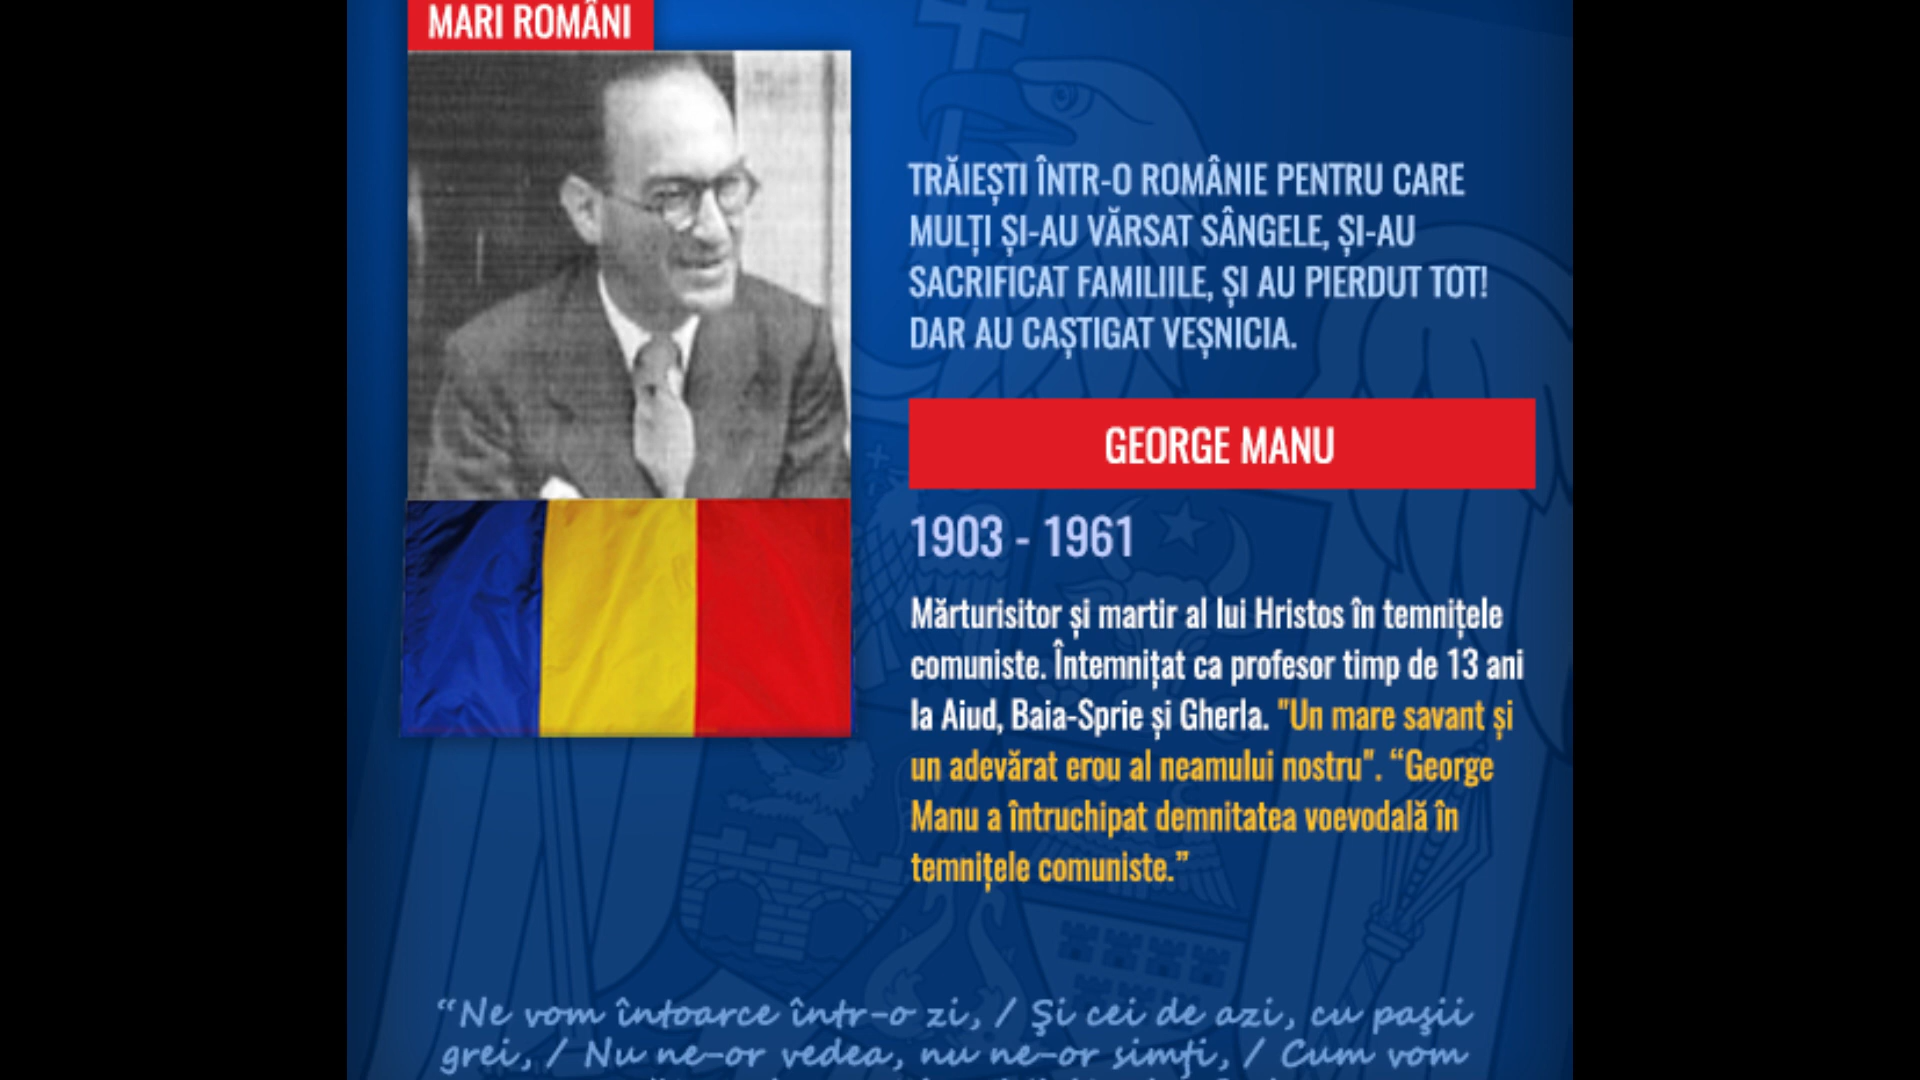 MARI ROMÂNI
TRĂIEȘTI ÎNTR-O ROMÂNIE PENTRU CARE
MULȚI ȘI-AU VĂRSAT SÂNGELE, ȘI-AU
SACRIFICAT FAMILIILE, ȘI AU PIERDUT TOT!
DAR AU CAȘTIGAT VEȘNICIA.
GEORGE MANU
1903 - 1961
Mărturisitor și martir al lui Hristos în temnițele
comuniste. Întemnițat ca profesor timp de 13 ani
la Aiud, Baia-Sprie și Gherla. "Un mare savant și
un adevărat erou al neamului nostru". “George
Manu a întruchipat demnitatea voevodală în
temnițele comuniste.”
“Ne vom întoarce într-o zi, / Şi cei de azi, cu paşii
grei, / Nu ne-or vedea, nu ne-or simţi, / Cum vom